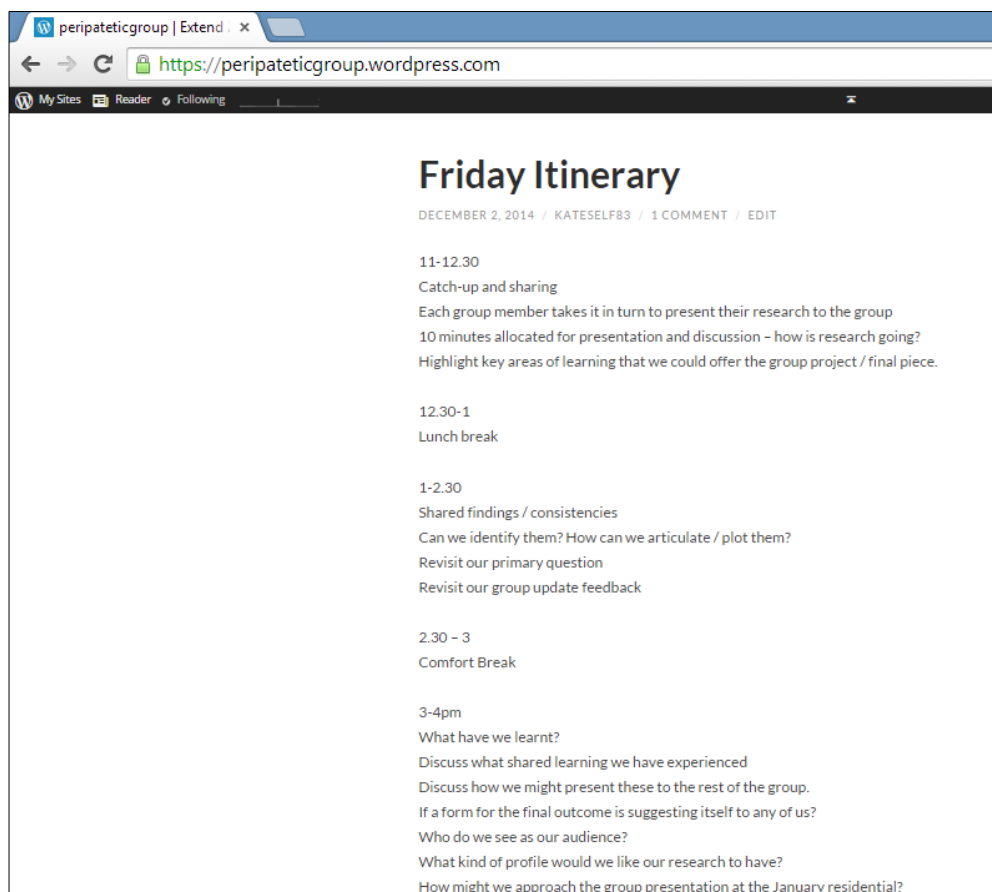 peripateticgroup | Extend
https://peripateticgroup.wordpress.com
My Sites Reader Following
Friday Itinerary
DECEMBER 2, 2014 / KATESELF83 / 1 COMMENT / EDIT
11-12.30
Catch-up and sharing
Each group member takes it in turn to present their research to the group
10 minutes allocated for presentation and discussion – how is research going?
Highlight key areas of learning that we could offer the group project / final piece.
12.30-1
Lunch break
1-2.30
Shared findings / consistencies
Can we identify them? How can we articulate / plot them?
Revisit our primary question
Revisit our group update feedback
2.30 – 3
Comfort Break
3-4pm
What have we learnt?
Discuss what shared learning we have experienced
Discuss how we might present these to the rest of the group.
If a form for the final outcome is suggesting itself to any of us?
Who do we see as our audience?
What kind of profile would we like our research to have?
How might we approach the group presentation at the January residential?